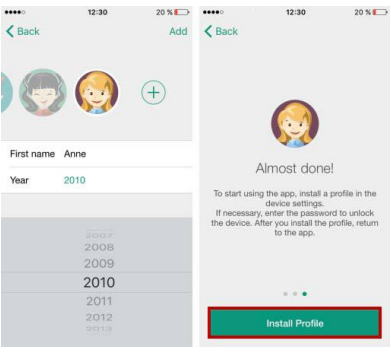 12:30
20 %
Back
Add
First name Anne
Year 2010
2007
2008
2009
2010
2011
2012
2013
12:30
20 %
Back
Almost done!
To start using the app, install a profile in the
device settings.
If necessary, enter the password to unlock
the device. After you install the profile, return
to the app.
Install Profile